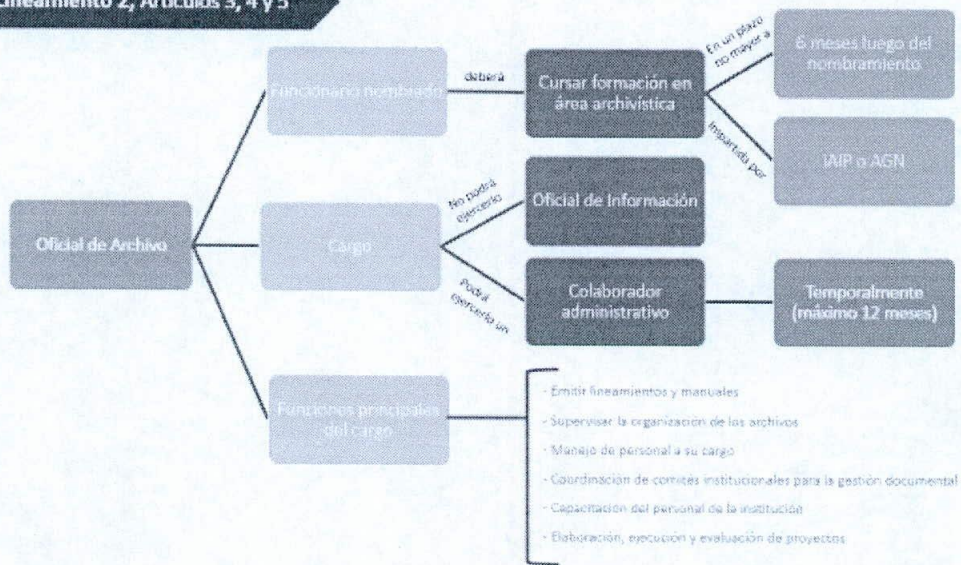 Lineamiento 2, Artículos 3, 4 y 5
Oficial de Archivo
Funcionario nombrado
deberá
Cursar formación en
área archivística
En un plazo
no mayor a
6 meses luego del
nombramiento
Impartida por
IAIP o AGN
Cargo
No podrá
ejercerlo
Oficial de Información
Podrá
ejercerlo un
Colaborador
administrativo
Temporalmente
(máximo 12 meses)
Funciones principales
del cargo
- Emitir lineamientos y manuales
- Supervisar la organización de los archivos
- Manejo de personal a su cargo
- Coordinación de comités institucionales para la gestión documental
- Capacitación del personal de la institución
- Elaboración, ejecución y evaluación de proyectos